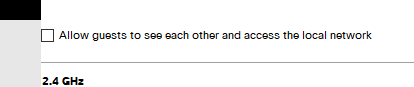 Allow guests to see each other and access the local network
2.4 GHz